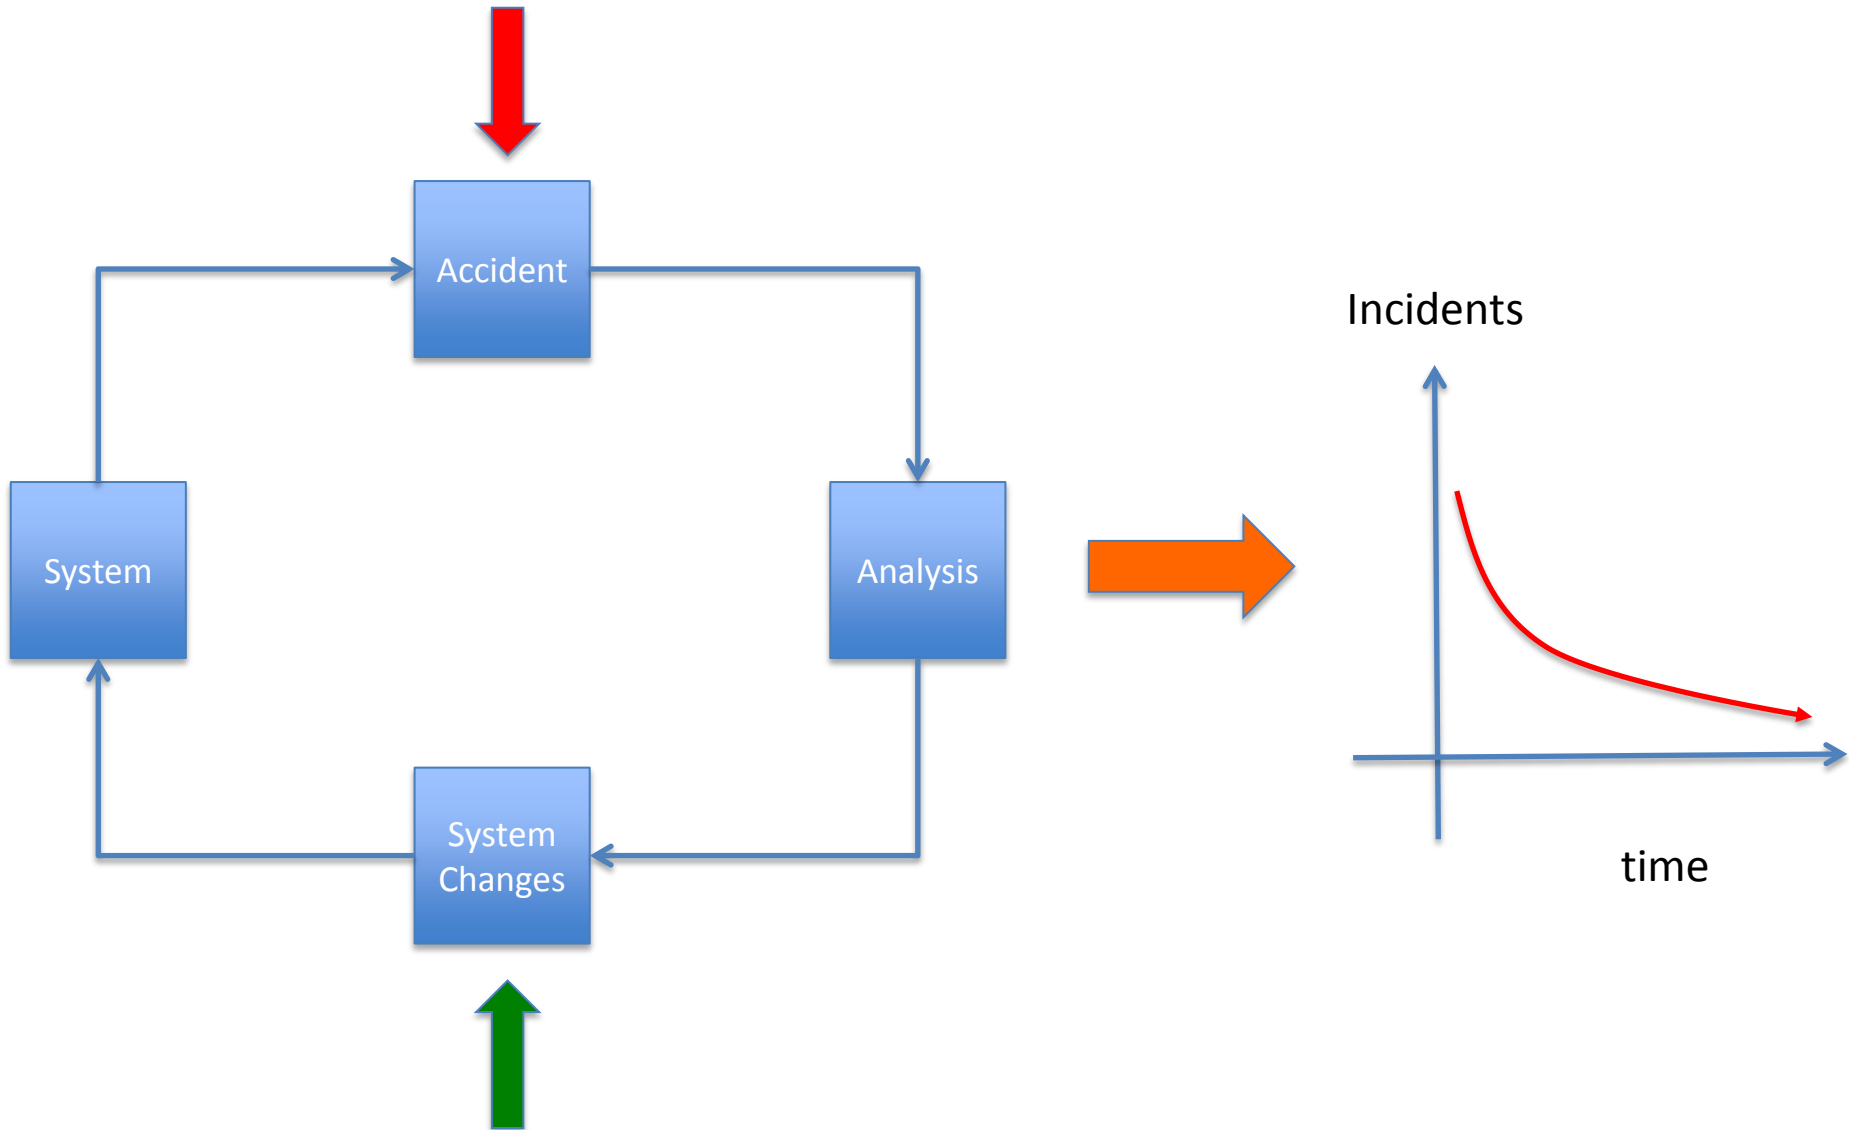 Accident
Incidents
System
Analysis
System
Changes
time